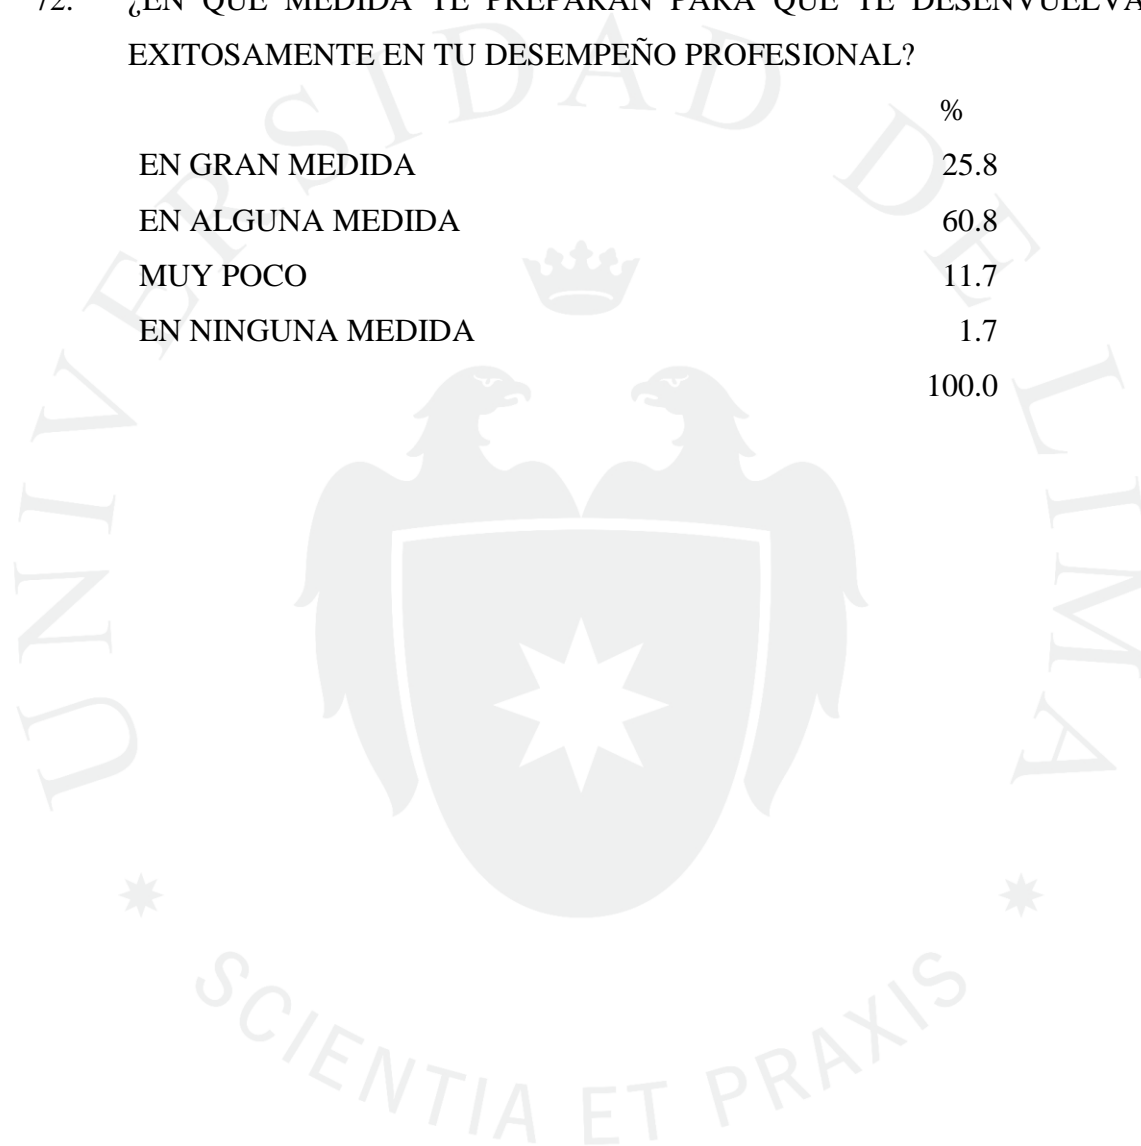 72. ¿EN QUÉ MEDIDA TE PREPARAN PARA QUE TE DESENVUELVA
EXITOSAMENTE EN TU DESEMPEÑO PROFESIONAL?
%
EN GRAN MEDIDA 25.8
EN ALGUNA MEDIDA 60.8
MUY POCO 11.7
EN NINGUNA MEDIDA 1.7
100.0
UNIVERSIDAD DE LIMA
SCIENTIA ET PRAXIS